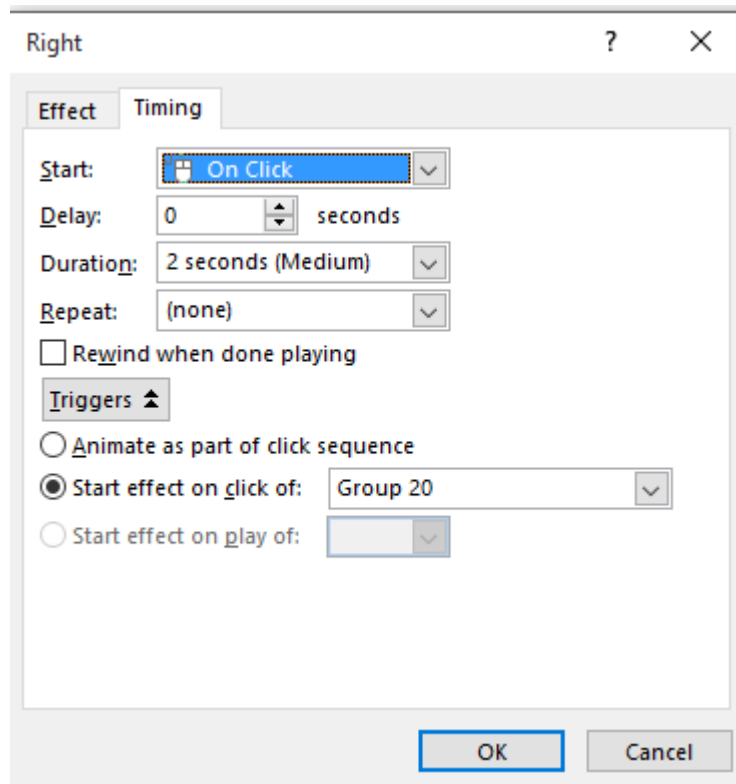 Right ?
Effect Timing
Start: On Click
Delay: 0 seconds
Duration: 2 seconds (Medium)
Repeat: (none)
Rewind when done playing
Triggers
Animate as part of click sequence
Start effect on click of: Group 20
Start effect on play of:
OK Cancel